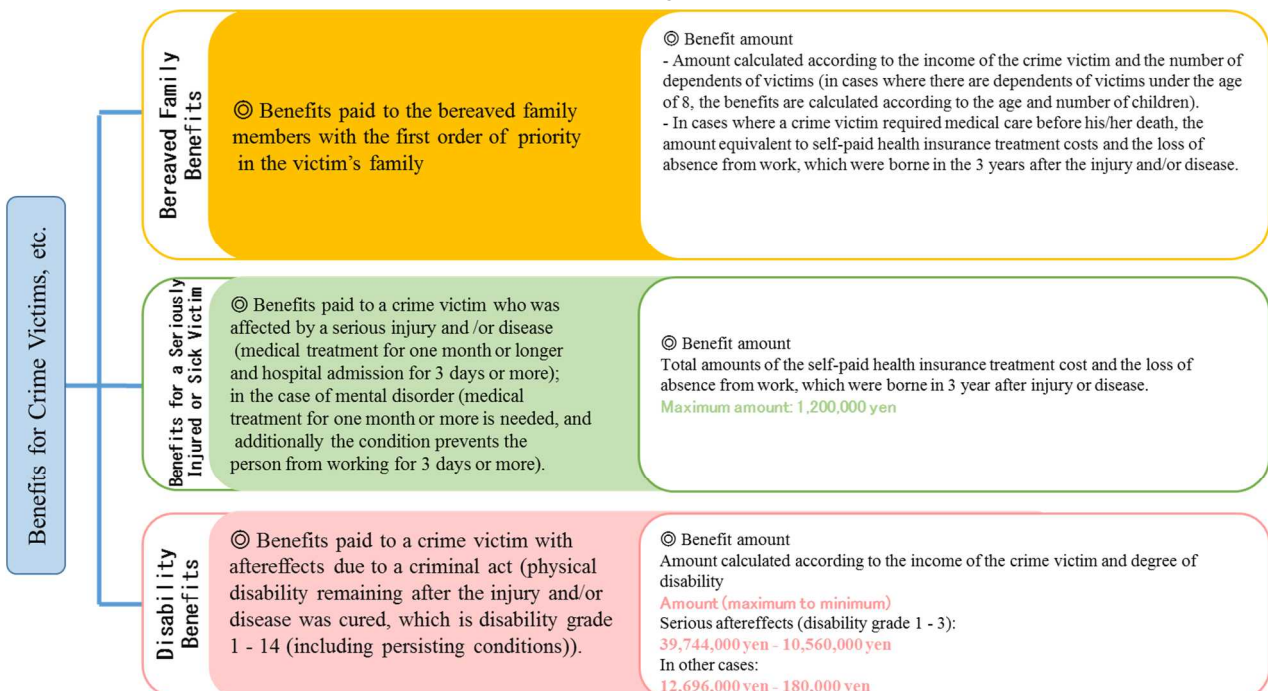 Benefits for Crime Victims, etc.
Bereaved Family
Benefits
◎ Benefits paid to the bereaved family
members with the first order of priority
in the victim's family
◎ Benefit amount
- Amount calculated according to the income of the crime victim and the number of
dependents of victims (in cases where there are dependents of victims under the age
of 8, the benefits are calculated according to the age and number of children).
- In cases where a crime victim required medical care before his/her death, the
amount equivalent to self-paid health insurance treatment costs and the loss of
absence from work, which were borne in the 3 years after the injury and/or disease.
Benefits for a Seriously
Injured or Sick Victim
◎ Benefits paid to a crime victim who was
affected by a serious injury and /or disease
(medical treatment for one month or longer
and hospital admission for 3 days or more);
in the case of mental disorder (medical
treatment for one month or more is needed, and
additionally the condition prevents the
person from working for 3 days or more).
◎ Benefit amount
Total amounts of the self-paid health insurance treatment cost and the loss of
absence from work, which were borne in 3 year after injury or disease.
Maximum amount: 1,200,000 yen
Disability
Benefits
◎ Benefits paid to a crime victim with
aftereffects due to a criminal act (physical
disability remaining after the injury and/or
disease was cured, which is disability grade
1 - 14 (including persisting conditions)).
◎ Benefit amount
Amount calculated according to the income of the crime victim and degree of
disability
Amount (maximum to minimum)
Serious aftereffects (disability grade 1 - 3):
39,744,000 yen - 10,560,000 yen
In other cases:
12,696,000 yen - 180,000 yen